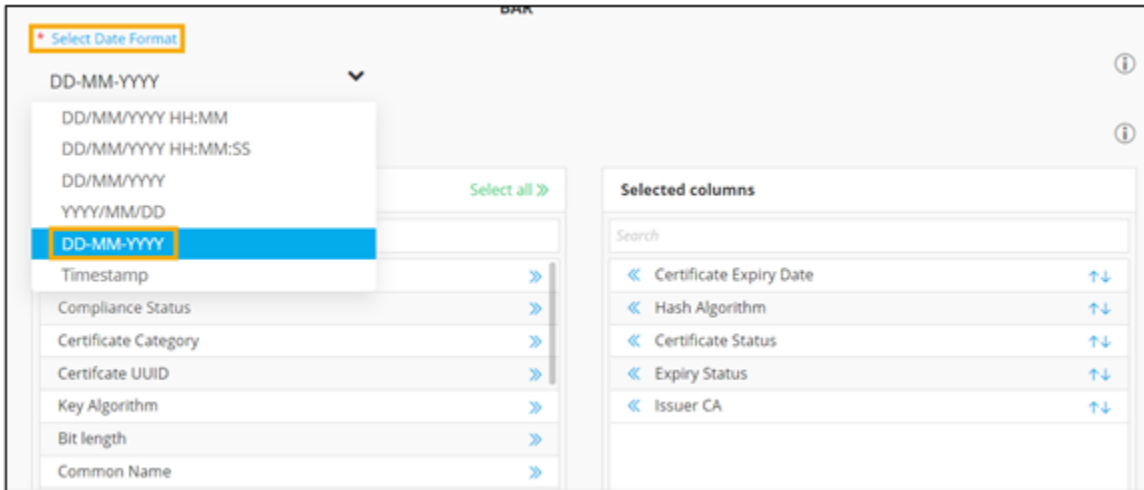 BAR
* Select Date Format
DD-MM-YYYY
DD/MM/YYYY HH:MM
DD/MM/YYYY HH:MM:SS
DD/MM/YYYY
YYYY/MM/DD
DD-MM-YYYY
Timestamp
Select all
Compliance Status
Certificate Category
Certifcate UUID
Key Algorithm
Bit length
Common Name
Selected columns
Search
Certificate Expiry Date
Hash Algorithm
Certificate Status
Expiry Status
Issuer CA